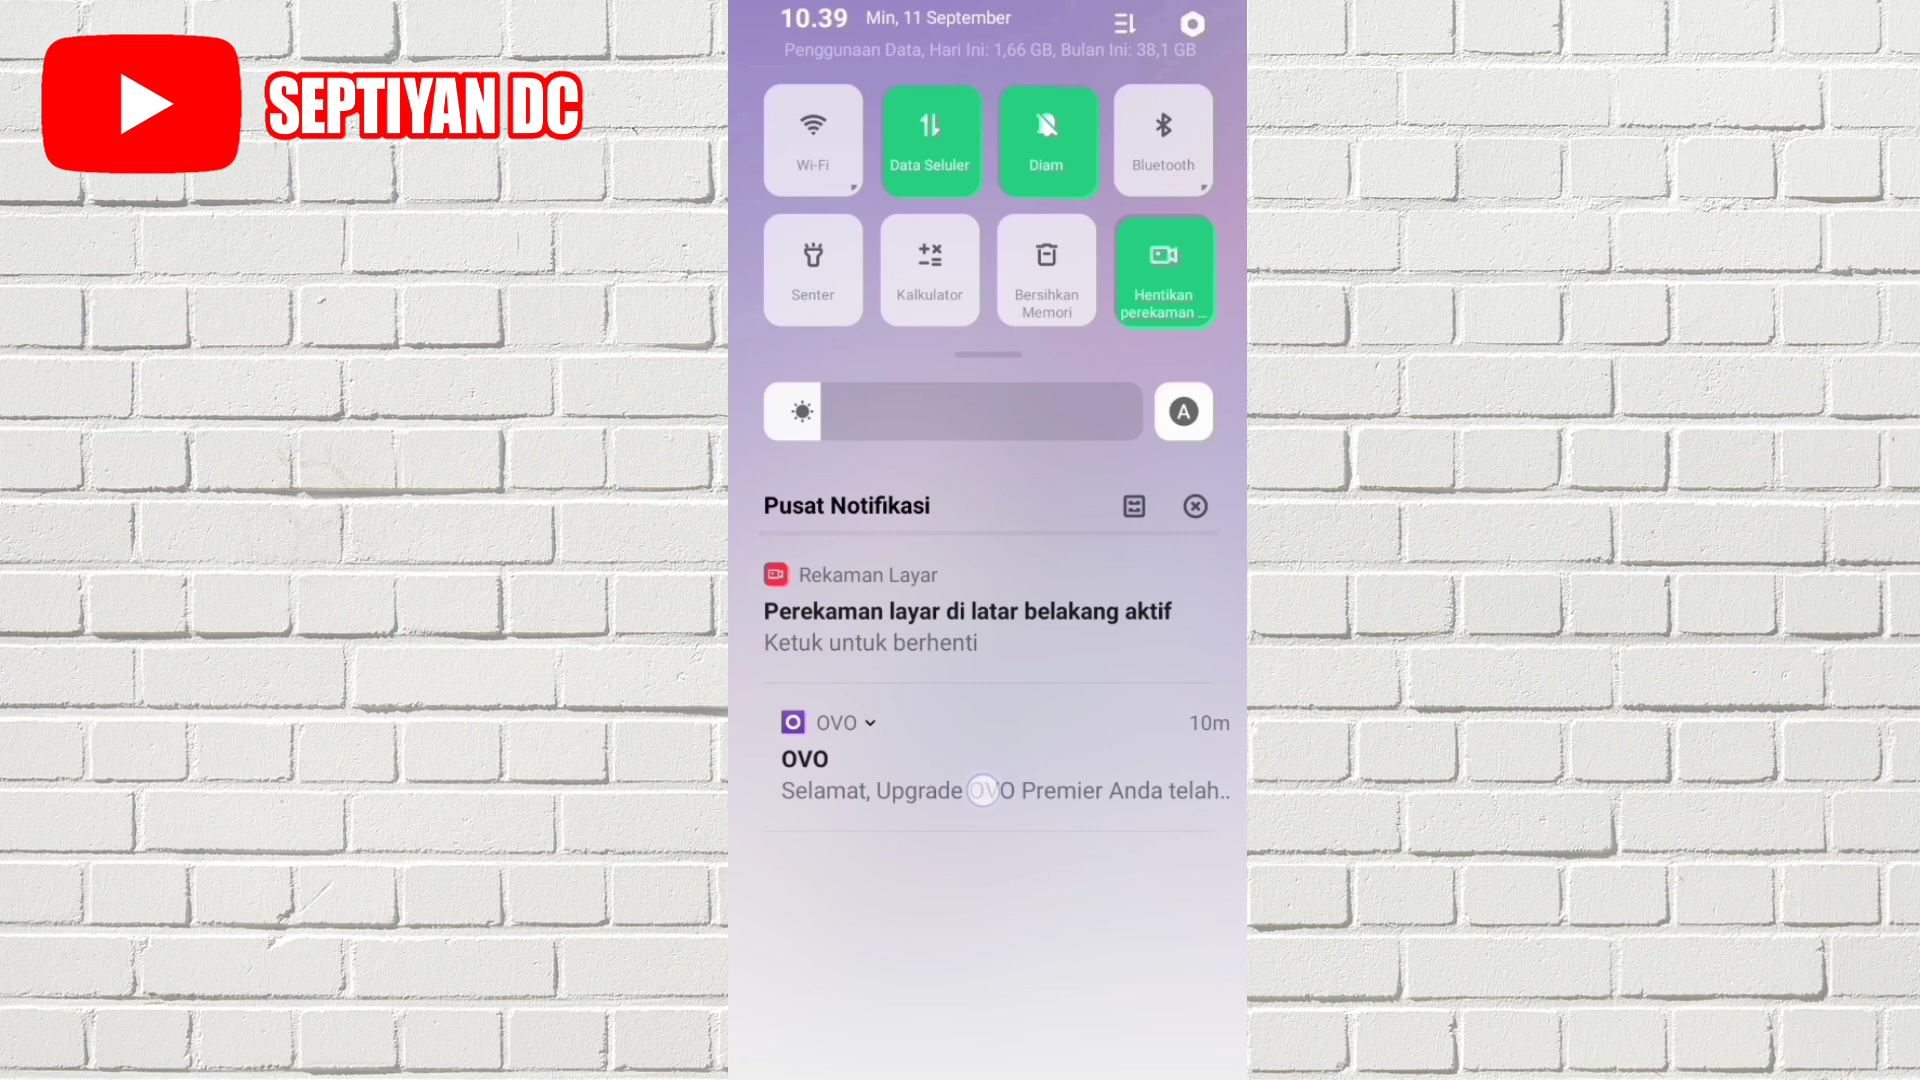 SEPTIYAN DC
10.39 Min, 11 September
Penggunaan Data, Hari Ini: 1,66 GB, Bulan Ini: 38,1 GB
Wi-Fi
Data Seluler
Diam
Bluetooth
Senter
Kalkulator
Bersihkan
Memori
Hentikan
perekaman ...
A
Pusat Notifikasi
Rekaman Layar
Perekaman layar di latar belakang aktif
Ketuk untuk berhenti
OVO
10m
OVO
Selamat, Upgrade OVO Premier Anda telah..